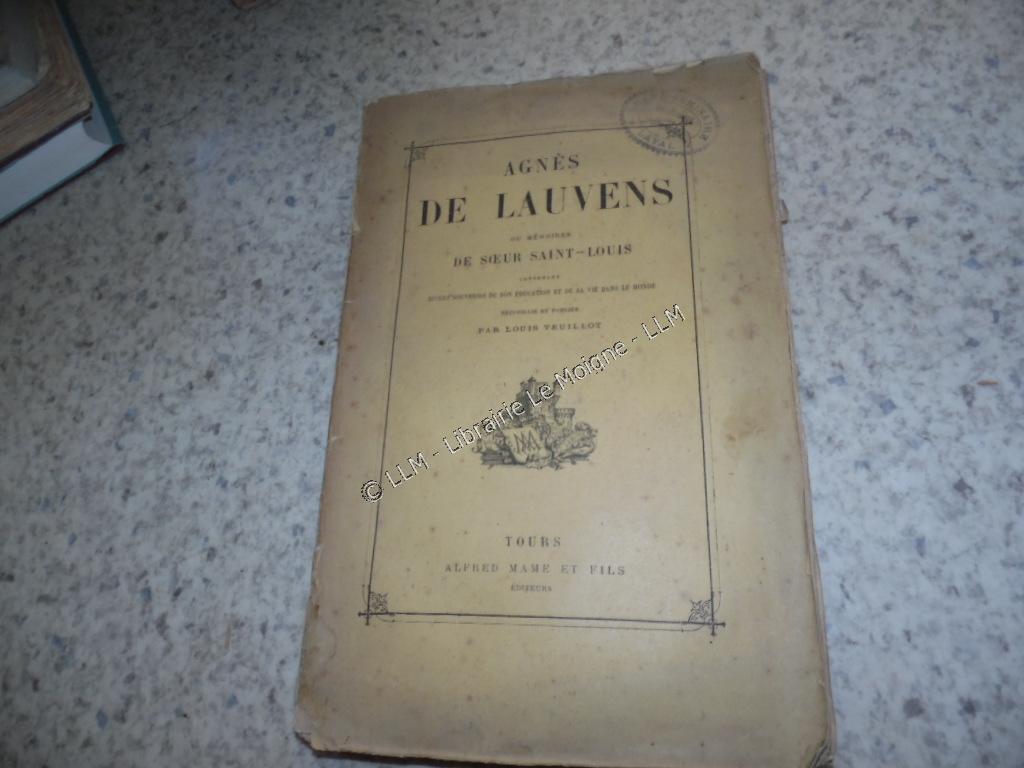 AGNÈS
DE LAUVENS
OU MÉMOIRES
DE SŒUR SAINT-LOUIS
CONTENANT
DIVERS SOUVENIRS DE SON ÉDUCATION ET DE SA VIE DANS LE MONDE
RECUEILLIS ET PUBLIÉS
PAR LOUIS VEUILLOT
© LLM - Librairie Le Moigne - LLM
TOURS
ALFRED MAME ET FILS
ÉDITEURS
LAVAL